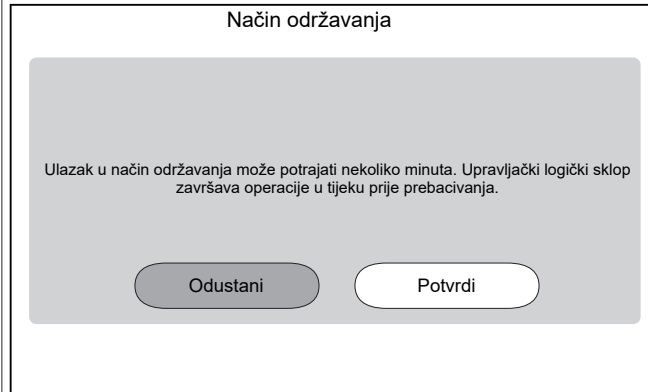 Način održavanja
Ulazak u način održavanja može potrajati nekoliko minuta. Upravljački logički sklop
završava operacije u tijeku prije prebacivanja.
Odustani
Potvrdi